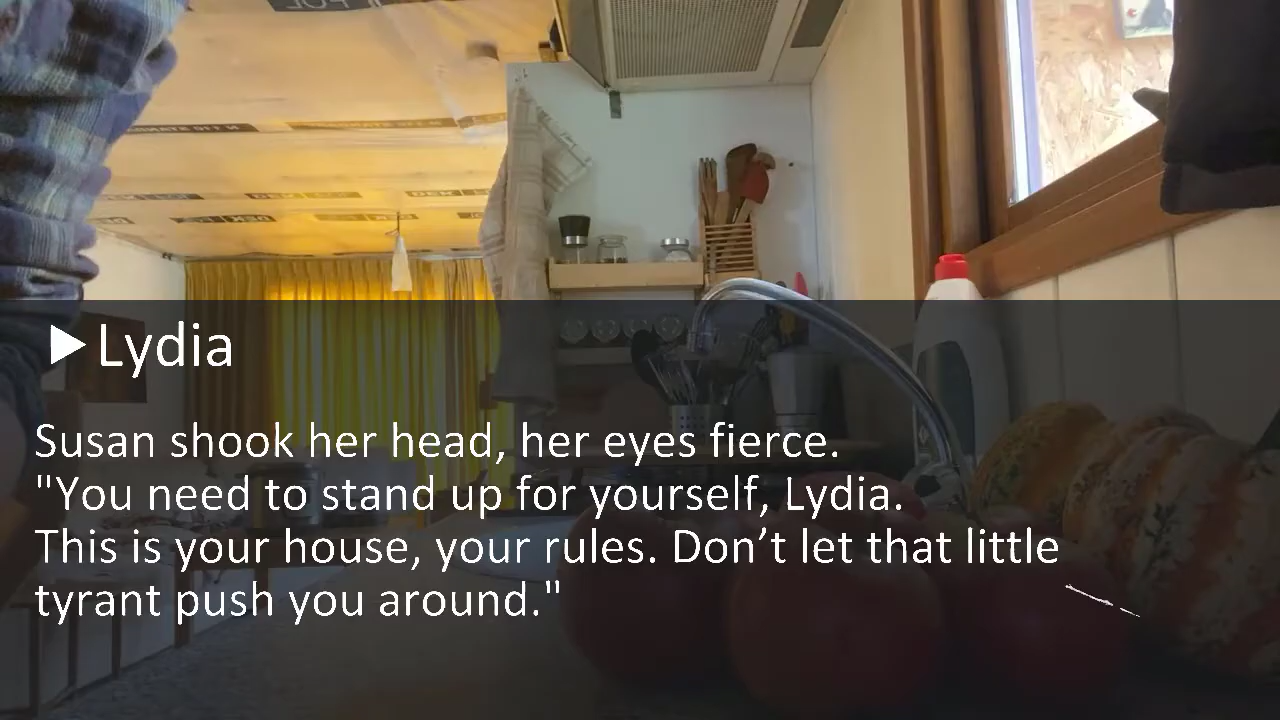 ▶Lydia
Susan shook her head, her eyes fierce.
"You need to stand up for yourself, Lydia.
This is your house, your rules. Don’t let that little
tyrant push you around."